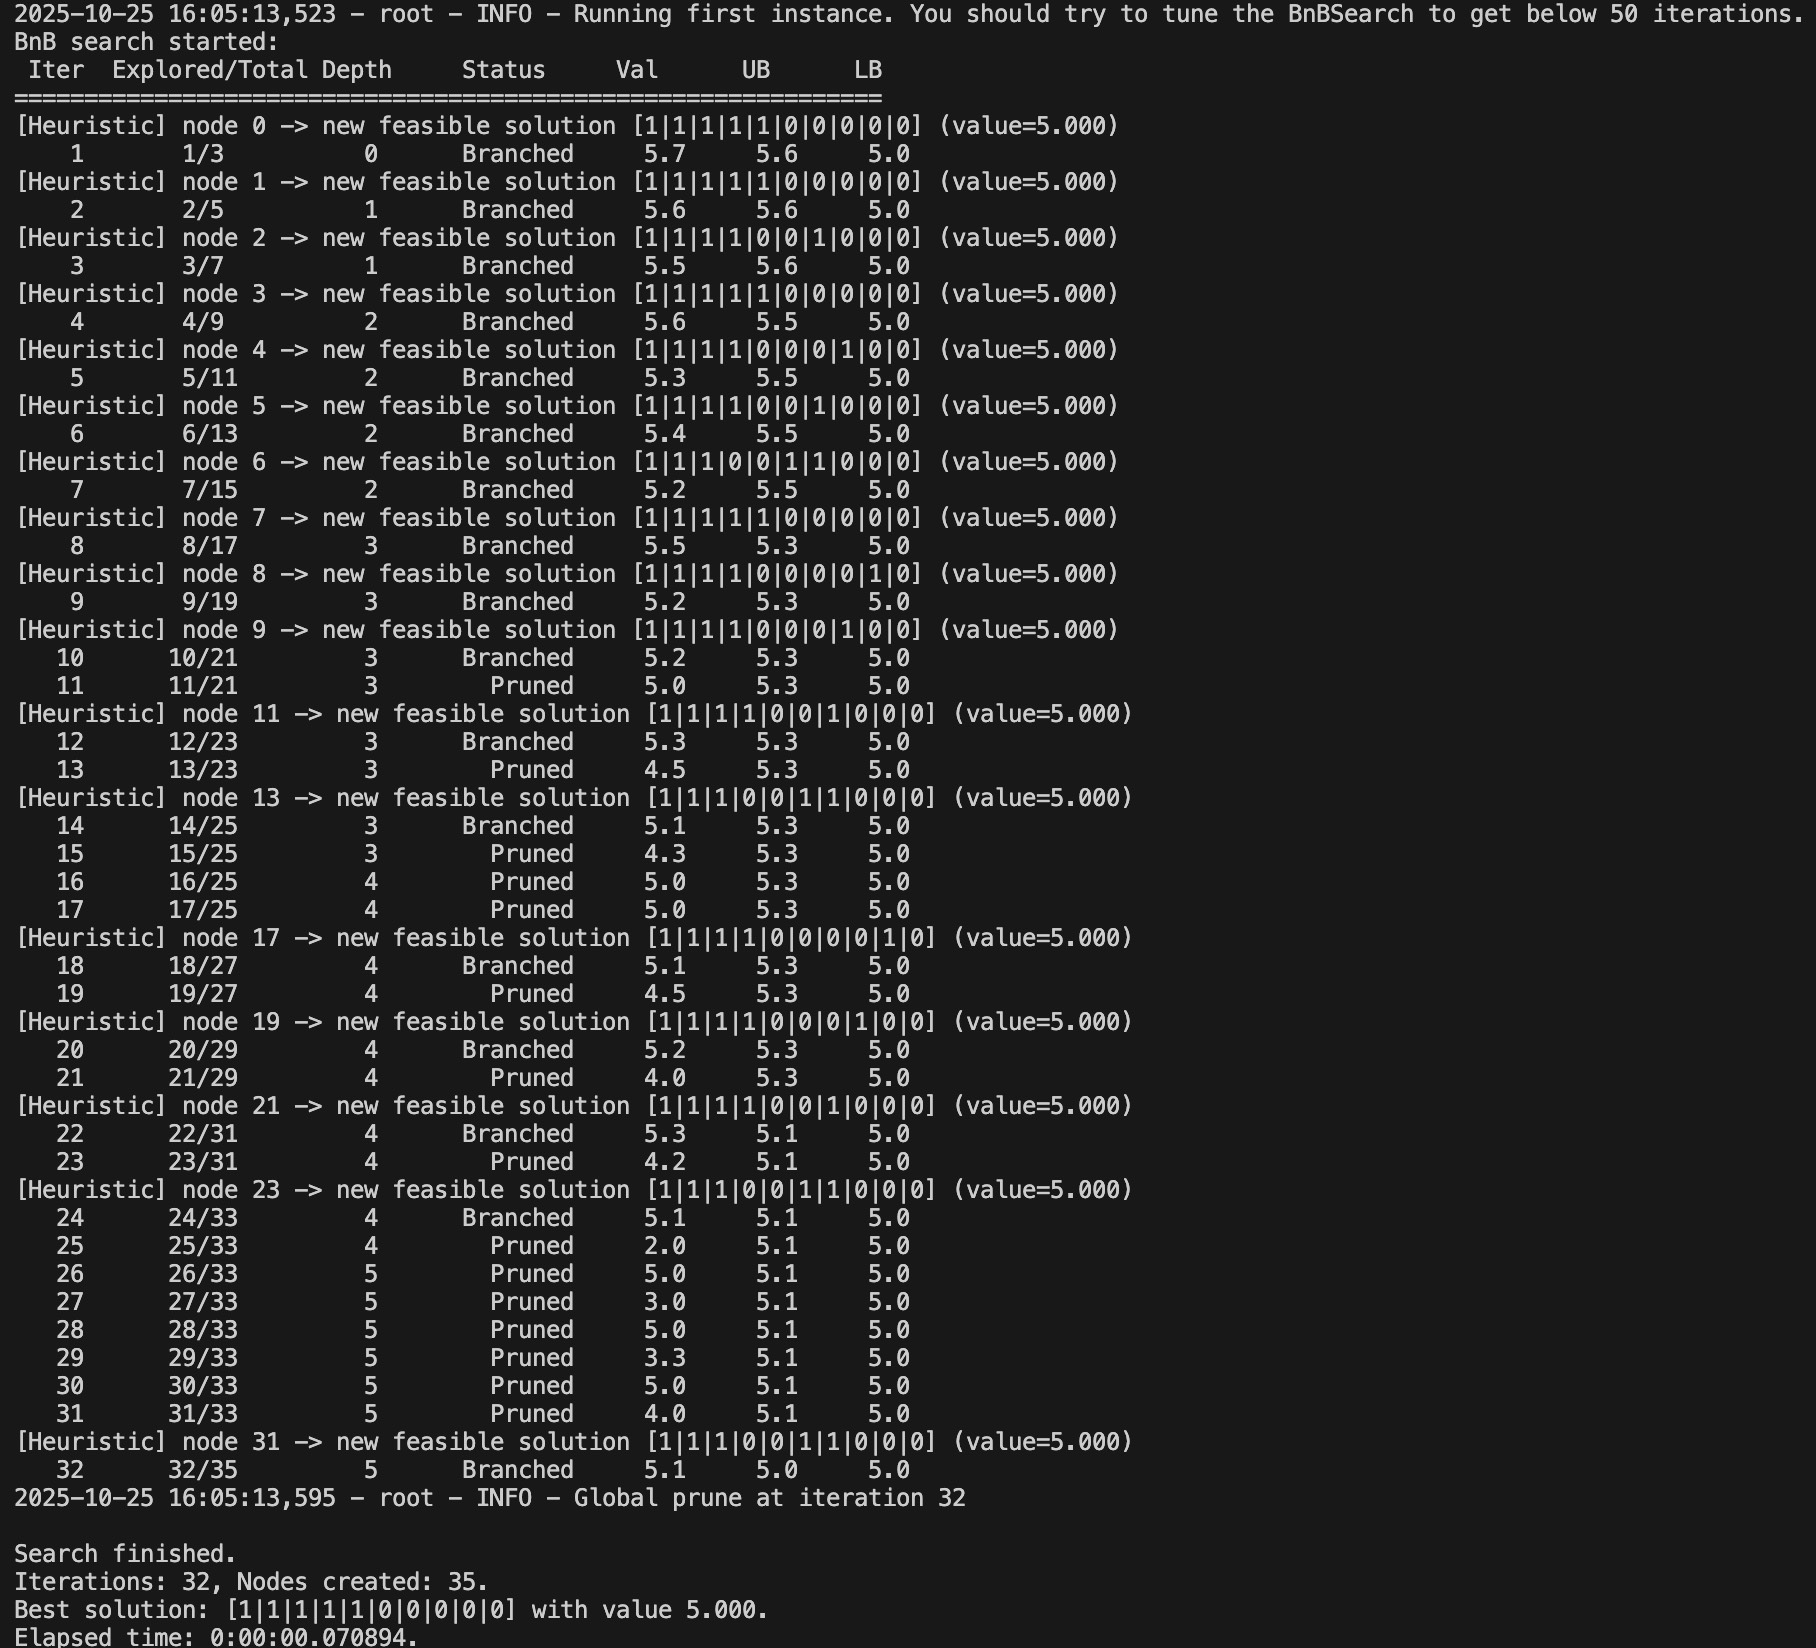 2025-10-25 16:05:13,523 - root - INFO - Running first instance. You should try to tune the BnBSearch to get below 50 iterations.
BnB search started:
 Iter  Explored/Total Depth     Status     Val      UB      LB
==============================================================
[Heuristic] node 0 -> new feasible solution [1|1|1|1|1|0|0|0|0|0] (value=5.000)
    1       1/3            0      Branched     5.7     5.6     5.0
[Heuristic] node 1 -> new feasible solution [1|1|1|1|1|0|0|0|0|0] (value=5.000)
    2       2/5            1      Branched     5.6     5.6     5.0
[Heuristic] node 2 -> new feasible solution [1|1|1|1|0|0|1|0|0|0] (value=5.000)
    3       3/7            1      Branched     5.5     5.6     5.0
[Heuristic] node 3 -> new feasible solution [1|1|1|1|1|0|0|0|0|0] (value=5.000)
    4       4/9            2      Branched     5.6     5.5     5.0
[Heuristic] node 4 -> new feasible solution [1|1|1|1|0|0|0|1|0|0] (value=5.000)
    5       5/11           2      Branched     5.3     5.5     5.0
[Heuristic] node 5 -> new feasible solution [1|1|1|1|0|0|1|0|0|0] (value=5.000)
    6       6/13           2      Branched     5.4     5.5     5.0
[Heuristic] node 6 -> new feasible solution [1|1|1|0|0|1|1|0|0|0] (value=5.000)
    7       7/15           2      Branched     5.2     5.5     5.0
[Heuristic] node 7 -> new feasible solution [1|1|1|1|1|0|0|0|0|0] (value=5.000)
    8       8/17           3      Branched     5.5     5.3     5.0
[Heuristic] node 8 -> new feasible solution [1|1|1|1|0|0|0|0|1|0] (value=5.000)
    9       9/19           3      Branched     5.2     5.3     5.0
[Heuristic] node 9 -> new feasible solution [1|1|1|1|0|0|0|1|0|0] (value=5.000)
   10      10/21           3      Branched     5.2     5.3     5.0
   11      11/21           3        Pruned     5.0     5.3     5.0
[Heuristic] node 11 -> new feasible solution [1|1|1|1|0|0|1|0|0|0] (value=5.000)
   12      12/23           3      Branched     5.3     5.3     5.0
   13      13/23           3        Pruned     4.5     5.3     5.0
[Heuristic] node 13 -> new feasible solution [1|1|1|0|0|1|1|0|0|0] (value=5.000)
   14      14/25           3      Branched     5.1     5.3     5.0
   15      15/25           3        Pruned     4.3     5.3     5.0
   16      16/25           4        Pruned     5.0     5.3     5.0
   17      17/25           4        Pruned     5.0     5.3     5.0
[Heuristic] node 17 -> new feasible solution [1|1|1|1|0|0|0|0|1|0] (value=5.000)
   18      18/27           4      Branched     5.1     5.3     5.0
   19      19/27           4        Pruned     4.5     5.3     5.0
[Heuristic] node 19 -> new feasible solution [1|1|1|1|0|0|0|1|0|0] (value=5.000)
   20      20/29           4      Branched     5.2     5.3     5.0
   21      21/29           4        Pruned     4.0     5.3     5.0
[Heuristic] node 21 -> new feasible solution [1|1|1|1|0|0|1|0|0|0] (value=5.000)
   22      22/31           4      Branched     5.3     5.1     5.0
   23      23/31           4        Pruned     4.2     5.1     5.0
[Heuristic] node 23 -> new feasible solution [1|1|1|0|0|1|1|0|0|0] (value=5.000)
   24      24/33           4      Branched     5.1     5.1     5.0
   25      25/33           4        Pruned     2.0     5.1     5.0
   26      26/33           5        Pruned     5.0     5.1     5.0
   27      27/33           5        Pruned     3.0     5.1     5.0
   28      28/33           5        Pruned     5.0     5.1     5.0
   29      29/33           5        Pruned     3.3     5.1     5.0
   30      30/33           5        Pruned     5.0     5.1     5.0
   31      31/33           5        Pruned     4.0     5.1     5.0
[Heuristic] node 31 -> new feasible solution [1|1|1|0|0|1|1|0|0|0] (value=5.000)
   32      32/35           5      Branched     5.1     5.0     5.0
2025-10-25 16:05:13,595 - root - INFO - Global prune at iteration 32

Search finished.
Iterations: 32, Nodes created: 35.
Best solution: [1|1|1|1|1|0|0|0|0|0] with value 5.000.
Elapsed time: 0:00:00.070894.